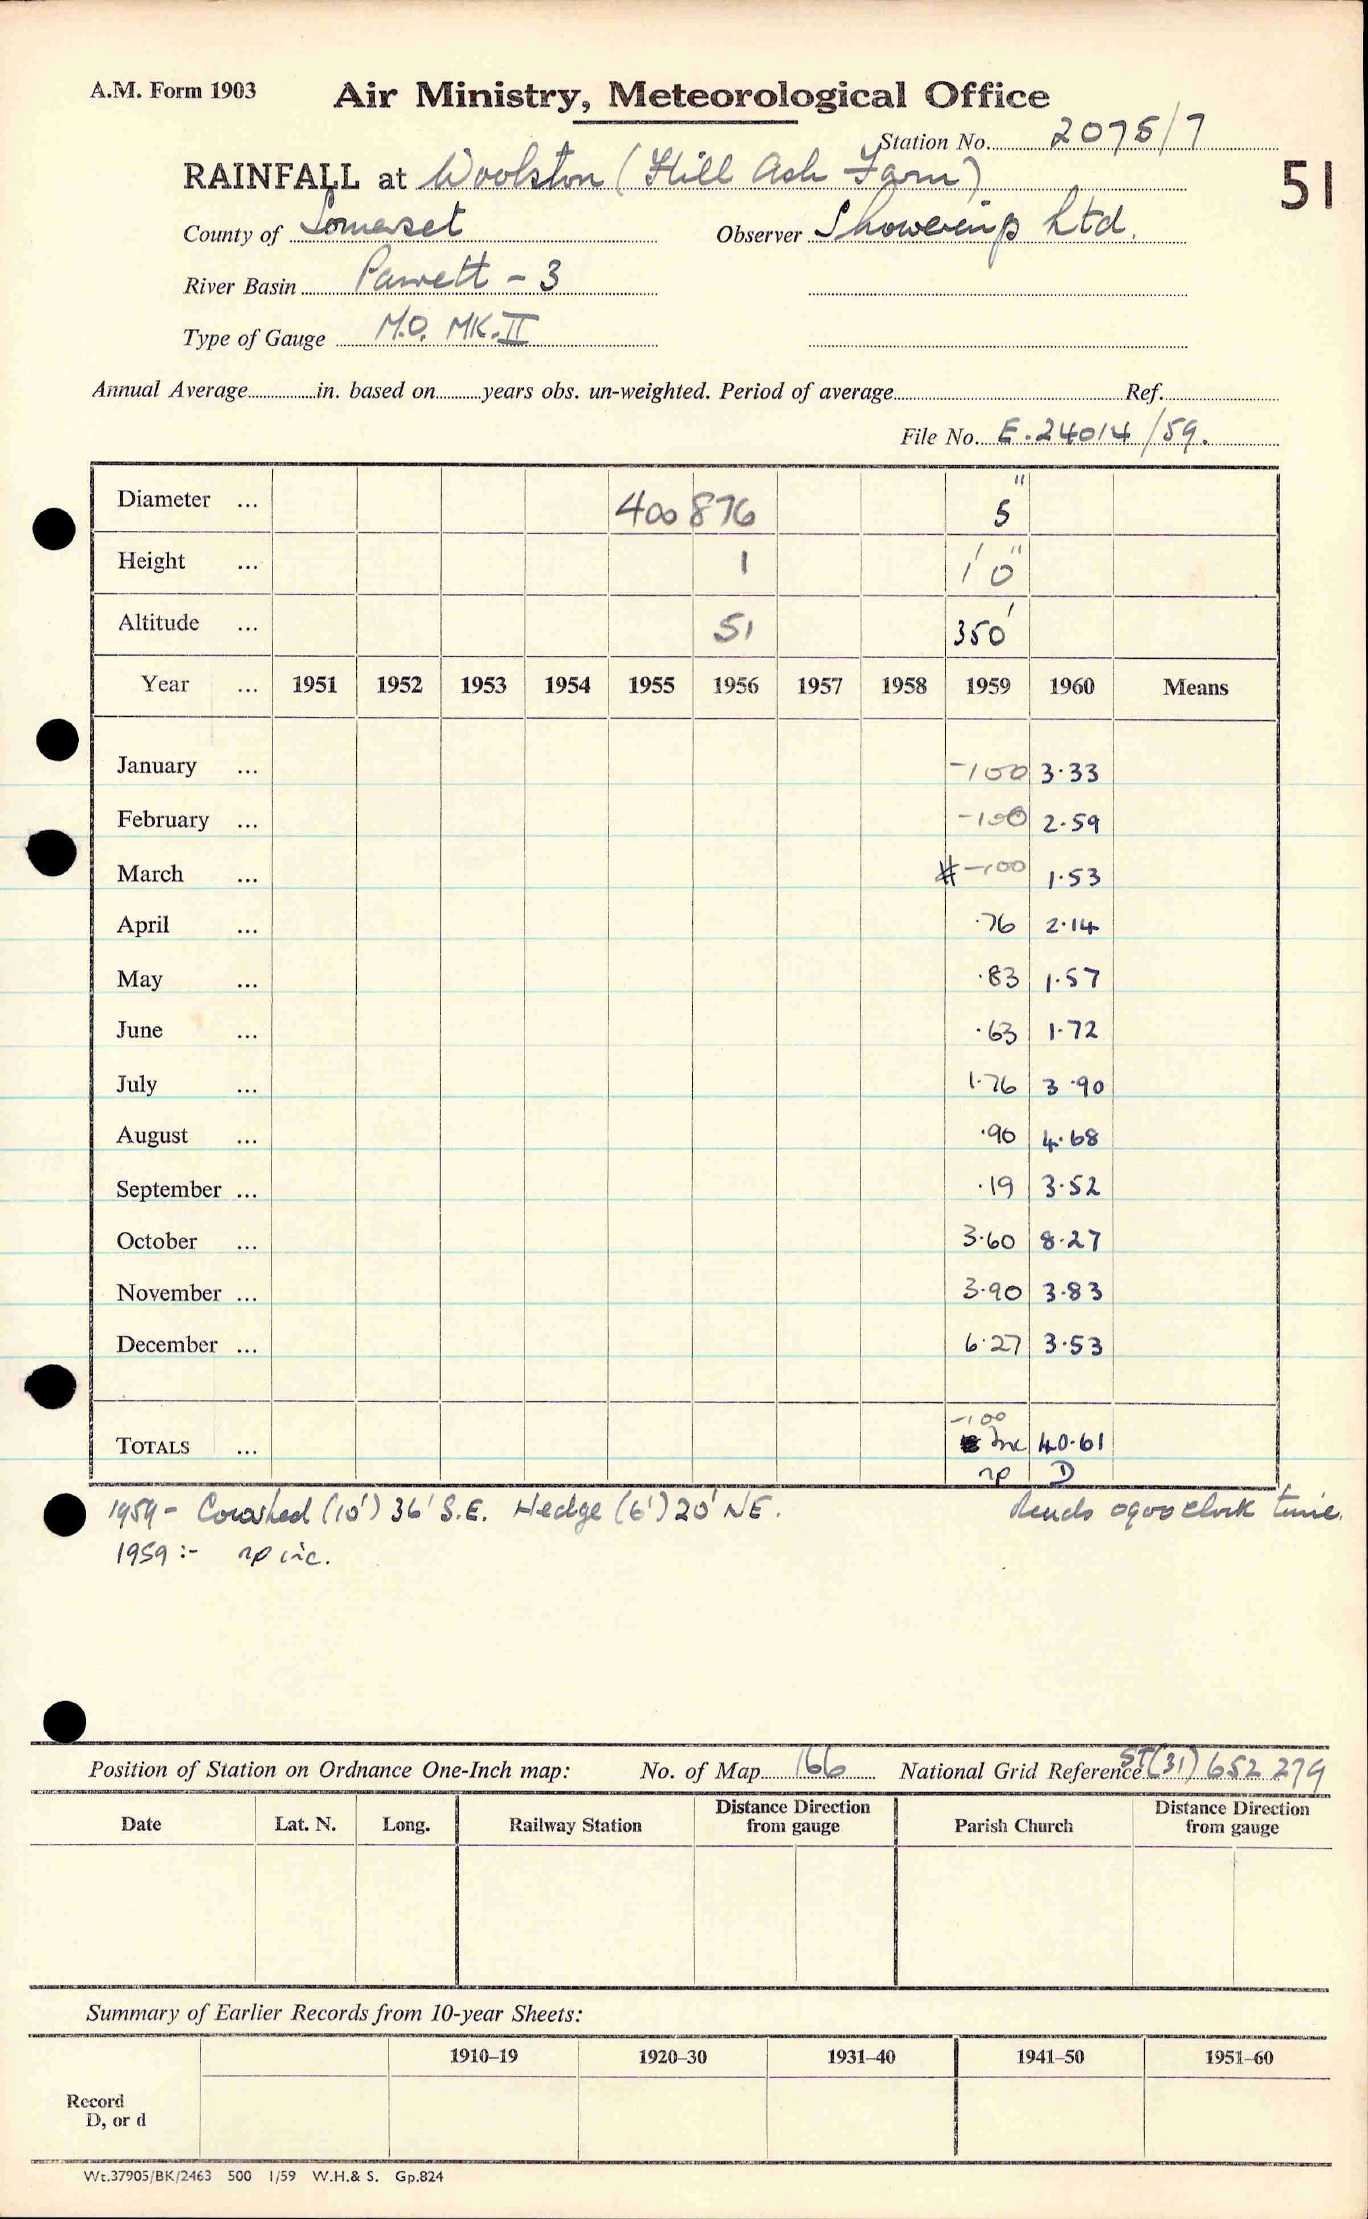 A.M. Form 1903 Air Ministry, Meteorological Office
Station No. 2075/7
RAINFALL at Woolston (Hill Ash Farm) 51
County of Somerset Observer Showerings Ltd.
River Basin Parrett - 3
Type of Gauge M.O. MK.II
Annual Average in. based on years obs. un-weighted. Period of average Ref.
File No. E.24014/59.
Diameter ... 400876 5"
Height ... 1 1' 0"
Altitude ... 51 350'
Year ... 1951 1952 1953 1954 1955 1956 1957 1958 1959 1960 Means
January ... -100 3.33
February ... -100 2.59
March ... # -100 1.53
April ... .76 2.14
May ... .83 1.57
June ... .63 1.72
July ... 1.76 3.90
August ... .90 4.68
September ... .19 3.52
October ... 3.60 8.27
November ... 3.90 3.83
December ... 6.27 3.53
-100
TOTALS ... Inc 40.61
np D
1959 - Cowshed (10') 36' S.E. Hedge (6') 20' NE. Reads 0900 clock time.
1959 :- np inc.
Position of Station on Ordnance One-Inch map: No. of Map 166 National Grid Reference ST(31) 652 279
Date Lat. N. Long. Railway Station Distance Direction from gauge Parish Church Distance Direction from gauge
Summary of Earlier Records from 10-year Sheets:
1910–19 1920–30 1931–40 1941–50 1951–60
Record
D, or d
Wt.37905/BK/2463 500 1/59 W.H.& S. Gp.824